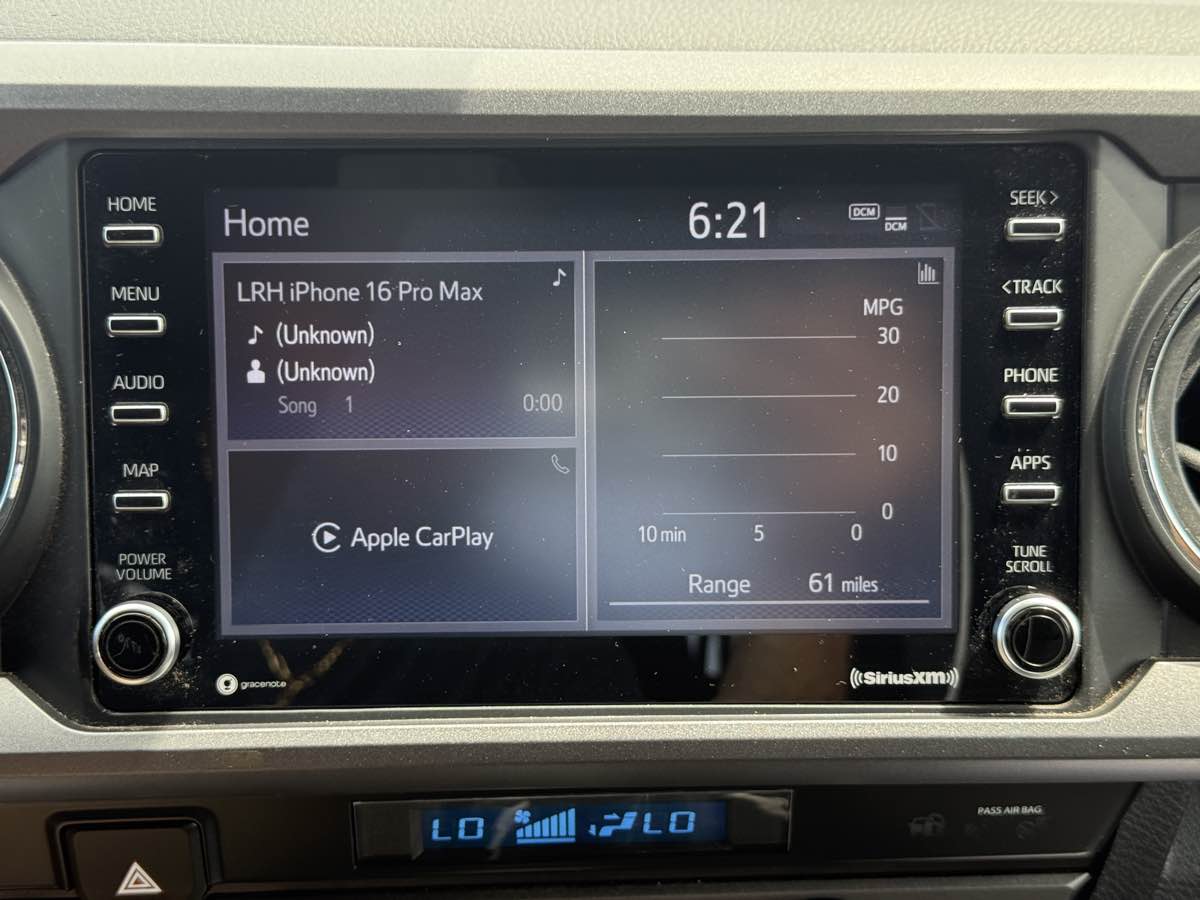 HOME
MENU
AUDIO
MAP
POWER
VOLUME
Home
6:21
DCM
DCM
LRH iPhone 16 Pro Max
(Unknown)
(Unknown)
Song 1 0:00
Apple CarPlay
MPG
30
20
10
0
10 min 5 0
Range 61 miles
SEEK >
< TRACK
PHONE
APPS
TUNE
SCROLL
gracenote
((SiriusXM))
LO LO
PASS AIR BAG